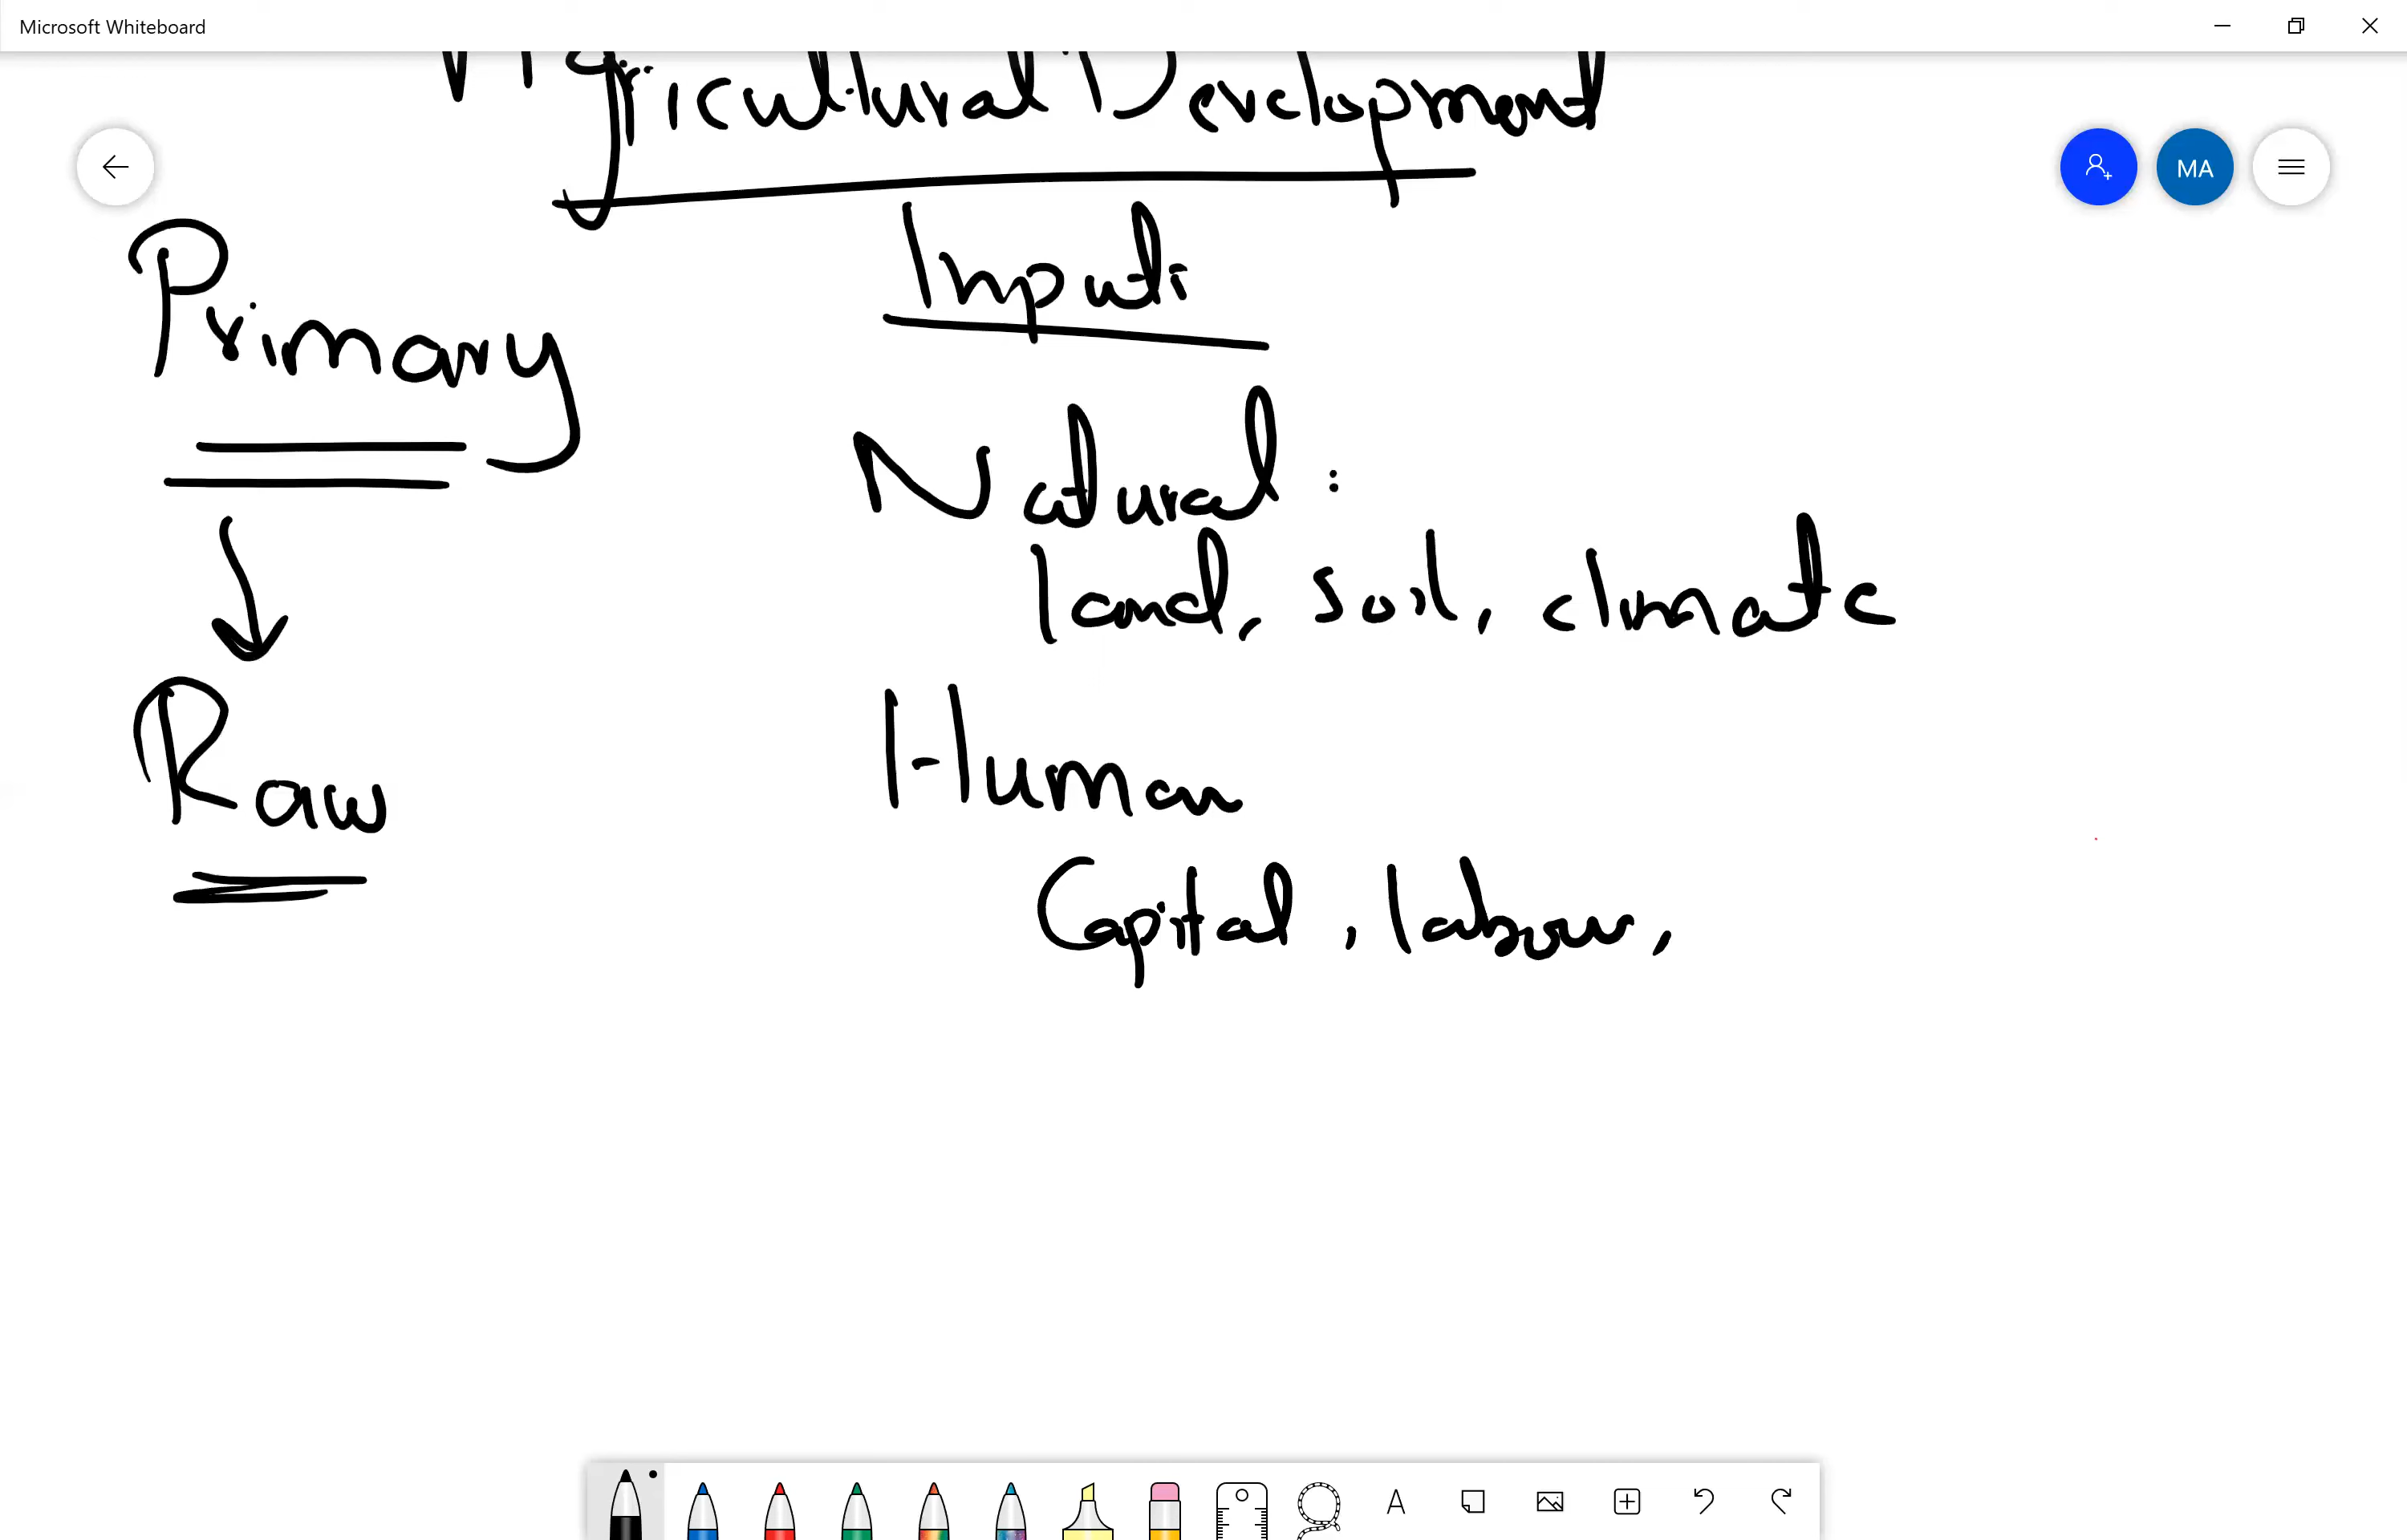 Microsoft Whiteboard
Agricultural Development
MA
Inputs
Primary
Natural :
land, soil, climate
Raw
Human
Capital, labour,
A